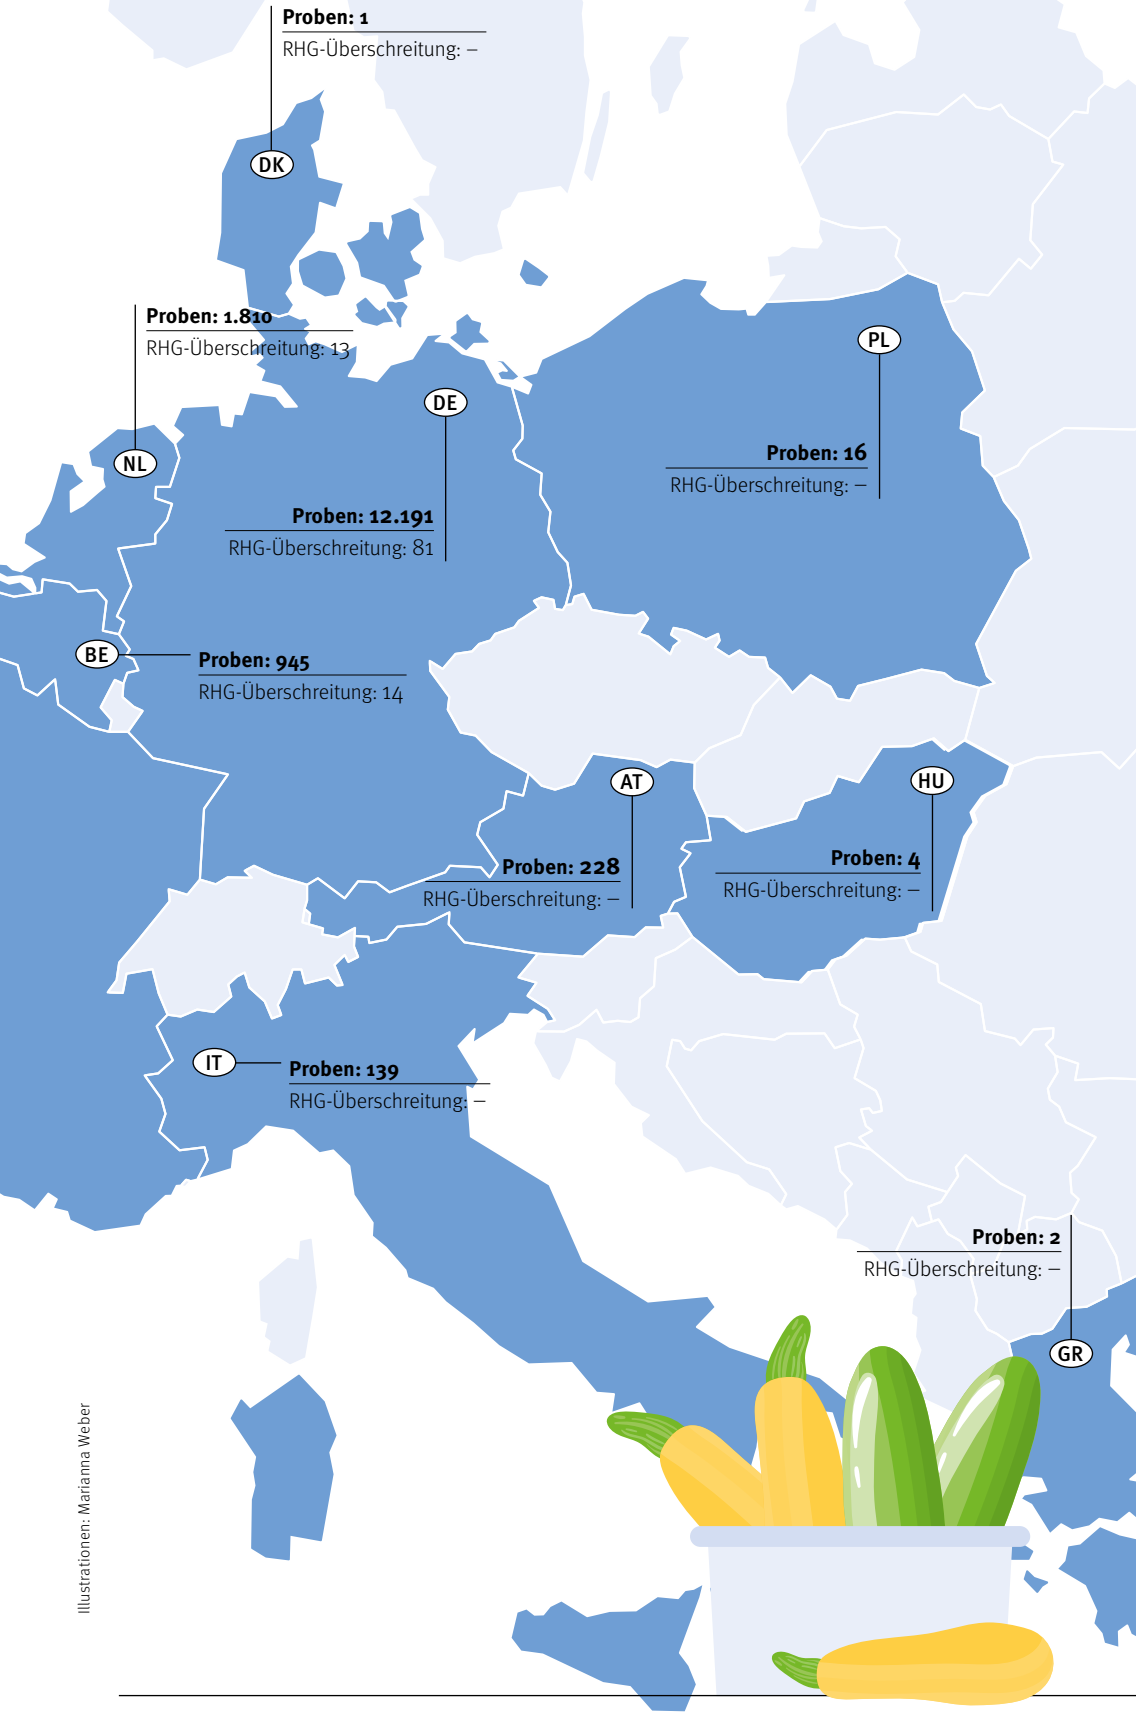 Proben: 1
RHG-Überschreitung: –
DK
Proben: 1.810
RHG-Überschreitung: 13
NL
PL
Proben: 16
RHG-Überschreitung: –
DE
Proben: 12.191
RHG-Überschreitung: 81
BE
Proben: 945
RHG-Überschreitung: 14
AT
Proben: 228
RHG-Überschreitung: –
HU
Proben: 4
RHG-Überschreitung: –
IT
Proben: 139
RHG-Überschreitung: –
Proben: 2
RHG-Überschreitung: –
GR
Illustrationen: Marianna Weber